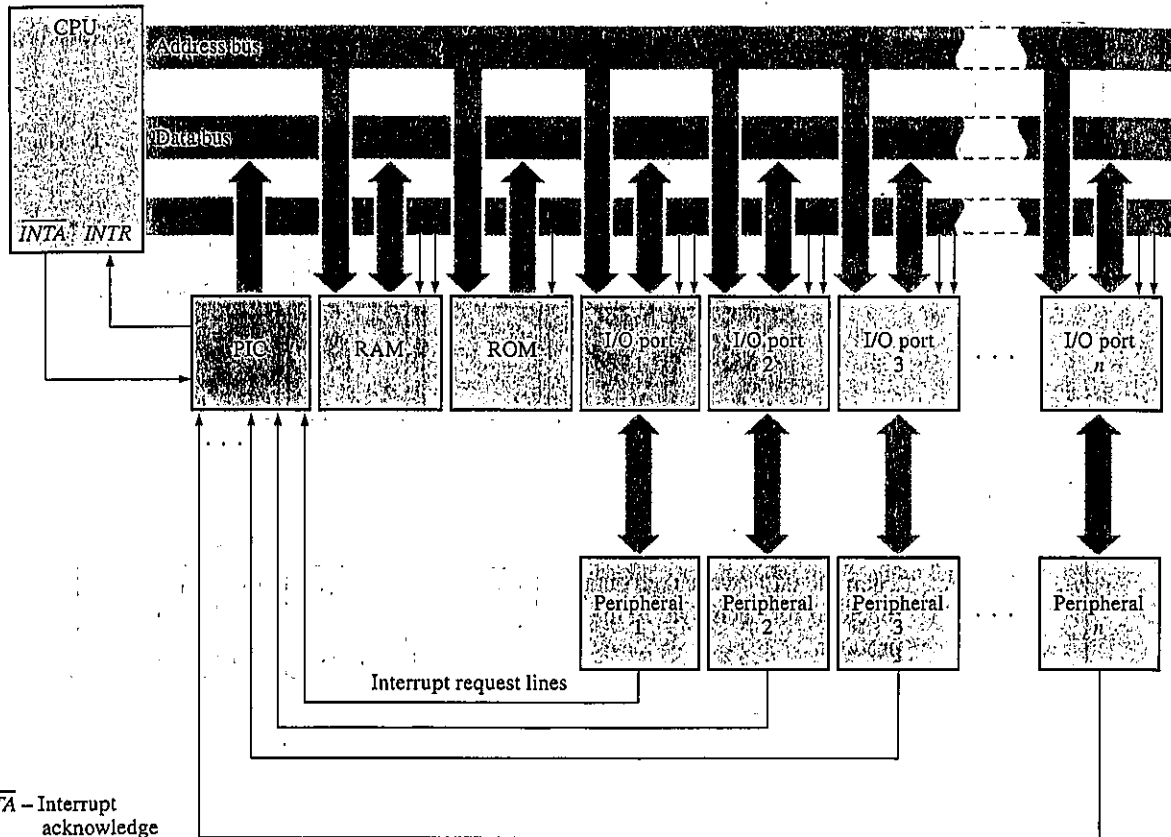 CPU
Address bus
Data bus
INTA INTR
PIC
RAM
ROM
I/O port
1
I/O port
2
I/O port
3
. . .
I/O port
n
Peripheral
1
Peripheral
2
Peripheral
3
. . .
Peripheral
n
Interrupt request lines
TA – Interrupt
acknowledge